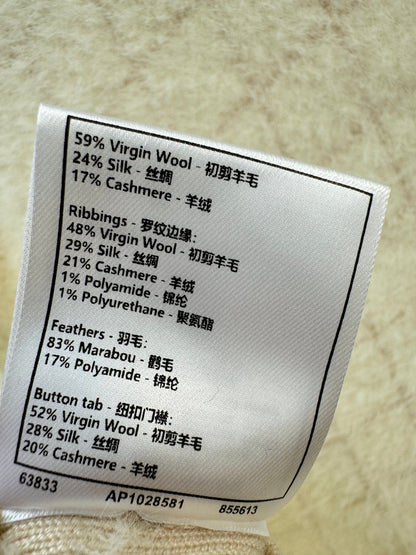 59% Virgin Wool - 初剪羊毛
24% Silk - 丝绸
17% Cashmere - 羊绒
Ribbings - 罗纹边缘:
48% Virgin Wool - 初剪羊毛
29% Silk - 丝绸
21% Cashmere - 羊绒
1% Polyamide - 锦纶
1% Polyurethane - 聚氨酯
Feathers - 羽毛:
83% Marabou - 鹳毛
17% Polyamide - 锦纶
Button tab - 纽扣门襟:
52% Virgin Wool - 初剪羊毛
28% Silk - 丝绸
20% Cashmere - 羊绒
63833 AP1028581 855613